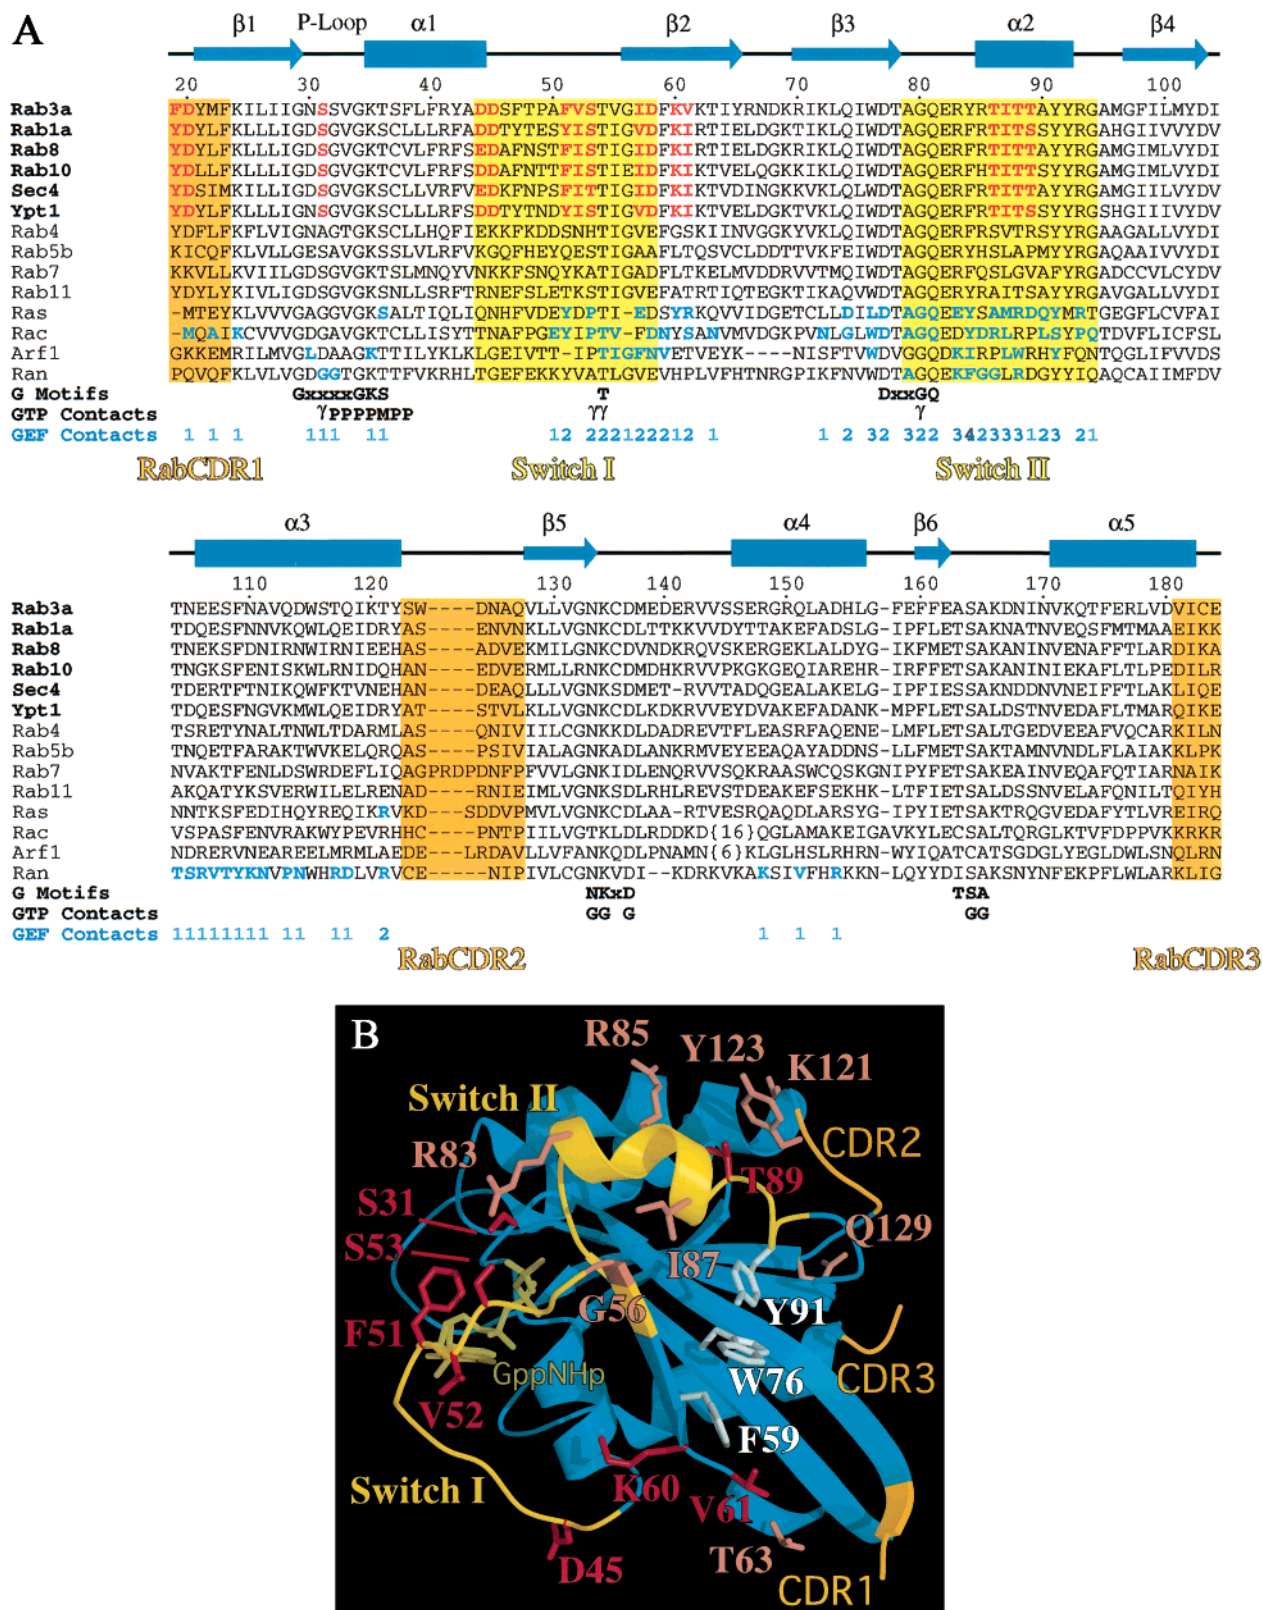 A
β1 P-Loop α1 β2 β3 α2 β4
20 30 40 50 60 70 80 90 100
Rab3a FDYMFKILIIGNSSVGKTSFLFRYADDSFTPAFVSTVGIDFKVKTIYRNDKRIKLQIWDTAGQERYRTITTAYYRGAMGFILMYDI
Rab1a YDYLFKLLLIGDSGVGKSCLLLRFADDTYTESYISTIGVDFKIRTIELDGKTIKLQIWDTAGQERFRTITSSYYRGAHGIIVVYDV
Rab8 YDYLFKLLLIGDSGVGKTCVLFRFSEDAFNSTFISTIGIDFKIRTIELDGKRIKLQIWDTAGQERFRTITTAYYRGAMGIMLVYDI
Rab10 YDLLFKLLLIGDSGVGKTCVLFRFSDDAFNTTFISTIGIDFKIKTVELQGKKIKLQIWDTAGQERFHTITTSYYRGAMGIMLVYDI
Sec4 YDSIMKILLIGDSGVGKSCLLVRFVEDKFNPSFITTIGIDFKIKTVDINGKKVKLQLWDTAGQERFRTITTAYYRGAMGIILVYDV
Ypt1 YDYLFKLLLIGNSGVGKSCLLLRFSDDTYTNDYISTIGVDFKIKTVELDGKTVKLQIWDTAGQERFRTITSSYYRGSHGIIIVYDV
Rab4 YDFLFKFLVIGNAGTGKSCLLHQFIEKKFKDDSNHTIGVEFGSKIINVGGKYVKLQIWDTAGQERFRSVTRSYYRGAAGALLVYDI
Rab5b KICQFKLVLLGESAVGKSSLVLRFVKGQFHEYQESTIGAAFLTQSVCLDDTTVKFEIWDTAGQERYHSLAPMYYRGAQAAIVVYDI
Rab7 KKVLLKVIILGDSGVGKTSLMNQYVNKKFSNQYKATIGADFLTKELMVDDRVVTMQIWDTAGQERFQSLGVAFYRGADCCVLCYDV
Rab11 YDYLYKIVLIGDSGVGKSNLLSRFTRNEFSLETKSTIGVEFATRTIQTEGKTIKAQVWDTAGQERYRAITSAYYRGAVGALIVYDI
Ras -MTEYKLVVVGAGGVGKSALTIQLIQNHFVDEYDPTI-EDSYRKQVVIDGETCLLDILDTAGQEEYSAMRDQYMRTGEGFLCVFAI
Rac -MQAIKCVVVGDGAVGKTCLLISYTTNAFPGEYIPTV-FDNYSANVMVDGKPVNLGLWDTAGQEDYDRLRPLSYPQTDVFLICFSL
Arf1 GKKEMRILMVGLDAAGKTTILYKLKLGEIVTT-IPTIGFNVETVEYK----NISFTVWDVGGQDKIRPLWRHYFQNTQGLIFVVDS
Ran PQVQFKLVLVGDGGTGKTTFVKRHLTGEFEKKYVATLGVEVHPLVFHTNRGPIKFNVWDTAGQEKFGGLRDGYYIQAQCAIIMFDV
G Motifs GxxxxGKS T DxxGQ
GTP Contacts γPPPPMPP γγ γ
GEF Contacts 1 1 1 111 11 12 222122212 1 1 2 32 322 342333123 21
RabCDR1 Switch I Switch II
α3 β5 α4 β6 α5
110 120 130 140 150 160 170 180
Rab3a TNEESFNAVQDWSTQIKTYSW----DNAQVLLVGNKCDMEDERVVSSERGRQLADHLG-FEFFEASAKDNINVKQTFERLVDVICE
Rab1a TDQESFNNVKQWLQEIDRYAS----ENVNKLLVGNKCDLTTKKVVDYTTAKEFADSLG-IPFLETSAKNATNVEQSFMTMAAEIKK
Rab8 TNEKSFDNIRNWIRNIEEHAS----ADVEKMILGNKCDVNDKRQVSKERGEKLALDYG-IKFMETSAKANINVENAFFTLARDIKA
Rab10 TNGKSFENISKWLRNIDQHAN----EDVERMLLRNKCDMDHKRVVPKGKGEQIAREHR-IRFFETSAKANINIEKAFLTLPEDILR
Sec4 TDERTFTNIKQWFKTVNEHAN----DEAQLLLVGNKSDMET-RVVTADQGEALAKELG-IPFIESSAKNDDNVNEIFFTLAKLIQE
Ypt1 TDQESFNGVKMWLQEIDRYAT----STVLKLLVGNKCDLKDKRVVEYDVAKEFADANK-MPFLETSALDSTNVEDAFLTMARQIKE
Rab4 TSRETYNALTNWLTDARMLAS----QNIVIILCGNKKDLDADREVTFLEASRFAQENE-LMFLETSALTGEDVEEAFVQCARKILN
Rab5b TNQETFARAKTWVKELQRQAS----PSIVIALAGNKADLANKRMVEYEEAQAYADDNS-LLFMETSAKTAMNVNDLFLAIAKKLPK
Rab7 NVAKTFENLDSWRDEFLIQAGPRDPDNFPFVVLGNKIDLENQRVVSQKRAASWCQSKGNIPYFETSAKEAINVEQAFQTIARNAIK
Rab11 AKQATYKSVERWILELRENAD----RNIEIMLVGNKSDLRHLREVSTDEAKEFSEKHK-LTFIETSALDSSNVELAFQNILTQIYH
Ras NNTKSFEDIHQYREQIKRVKD----SDDVPMVLVGNKCDLAA-RTVESRQAQDLARSYG-IPYIETSAKTRQGVEDAFYTLVREIRQ
Rac VSPASFENVRAKWYPEVRHHC----PNTPIILVGTKLDLRDDKD{16}QGLAMAKEIGAVKYLECSALTQRGLKTVFDPPVKKRKR
Arf1 NDRERVNEAREELMRMLAEDE----LRDAVLLVFANKQDLPNAMN{6}KLGLHSLRHRN-WYIQATCATSGDGLYEGLDWLSNQLRN
Ran TSRVTYKNVPNWHRDLVRVCE----NIPIVLCGNKVDI--KDRKVKAKSIVFHRKKN-LQYYDISAKSNYNFEKPFLWLARKLIG
G Motifs NKxD TSA
GTP Contacts GG G GG
GEF Contacts 11111111 11 11 2 1 1 1
RabCDR2 RabCDR3
B
R85
Y123
K121
Switch II
CDR2
R83
T89
S31
Q129
S53
I87
G56
Y91
F51
GppNHp
W76
CDR3
V52
F59
Switch I
K60
V61
T63
D45
CDR1